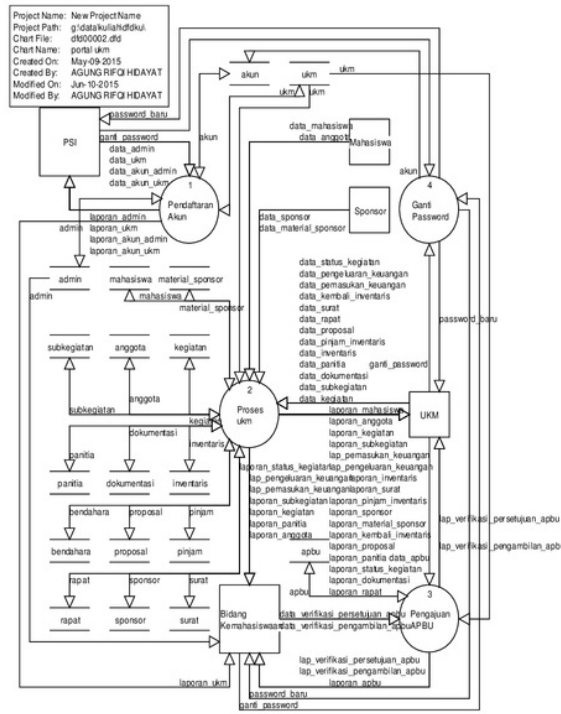 Project Name: New Project Name
Project Path: g:\data\kuliah\dfdku\
Chart File: dfd00002.dfd
Chart Name: portal ukm
Created On: May-09-2015
Created By: AGUNG RIFQI HIDAYAT
Modified On: Jun-10-2015
Modified By: AGUNG RIFQI HIDAYAT
akun
ukm
ukm
ukm
ukm
password_baru
PSI
ganti_password
data_admin
data_ukm
data_akun_admin
data_akun_ukm
akun
data_mahasiswa
data_anggota
Mahasiswa
akun
1
Pendaftaran
Akun
4
Ganti
Password
Sponsor
data_sponsor
data_material_sponsor
laporan_admin
admin
laporan_ukm
laporan_akun_admin
laporan_akun_ukm
admin
mahasiswa
material_sponsor
admin
mahasiswa
material_sponsor
data_status_kegiatan
data_pengeluran_keuangan
data_pemasukan_keuangan
data_kembali_inventaris
data_surat
data_rapat
data_proposal
data_pinjam_inventaris
data_inventaris
data_panitia
ganti_password
data_dokumentasi
data_subkegiatan
data_kegiatan
password_baru
subkegiatan
anggota
kegiatan
anggota
subkegiatan
2
Proses
ukm
UKM
dokumentasi
inventaris
panitia
panitia
dokumentasi
inventaris
laporan_mahasiswa
laporan_anggota
laporan_kegiatan
laporan_subkegiatan
lap_pemasukan_keuangan
laporan_status_kegiatan
lap_pengeluran_keuangan
lap_pengeluran_keuangan
laporan_inventaris
lap_pemasukan_keuangan
laporan_surat
laporan_subkegiatan
laporan_pinjam_inventaris
laporan_kegiatan
laporan_sponsor
laporan_panitia
laporan_material_sponsor
laporan_anggota
laporan_kembali_inventaris
laporan_proposal
laporan_panitia
data_apbu
laporan_status_kegiatan
laporan_dokumentasi
laporan_rapat
bendahara
proposal
pinjam
bendahara
proposal
pinjam
apbu
apbu
lap_verifikasi_persetujuan_apbu
lap_verifikasi_pengambilan_apb
rapat
sponsor
surat
rapat
sponsor
surat
Bidang
Kemahasiswaan
data_verifikasi_persetujuan_apbu
data_verifikasi_pengambilan_apbu
3
Pengajuan
APBU
lap_verifikasi_persetujuan_apbu
lap_verifikasi_pengambilan_apbu
laporan_apbu
laporan_ukm
password_baru
ganti_password